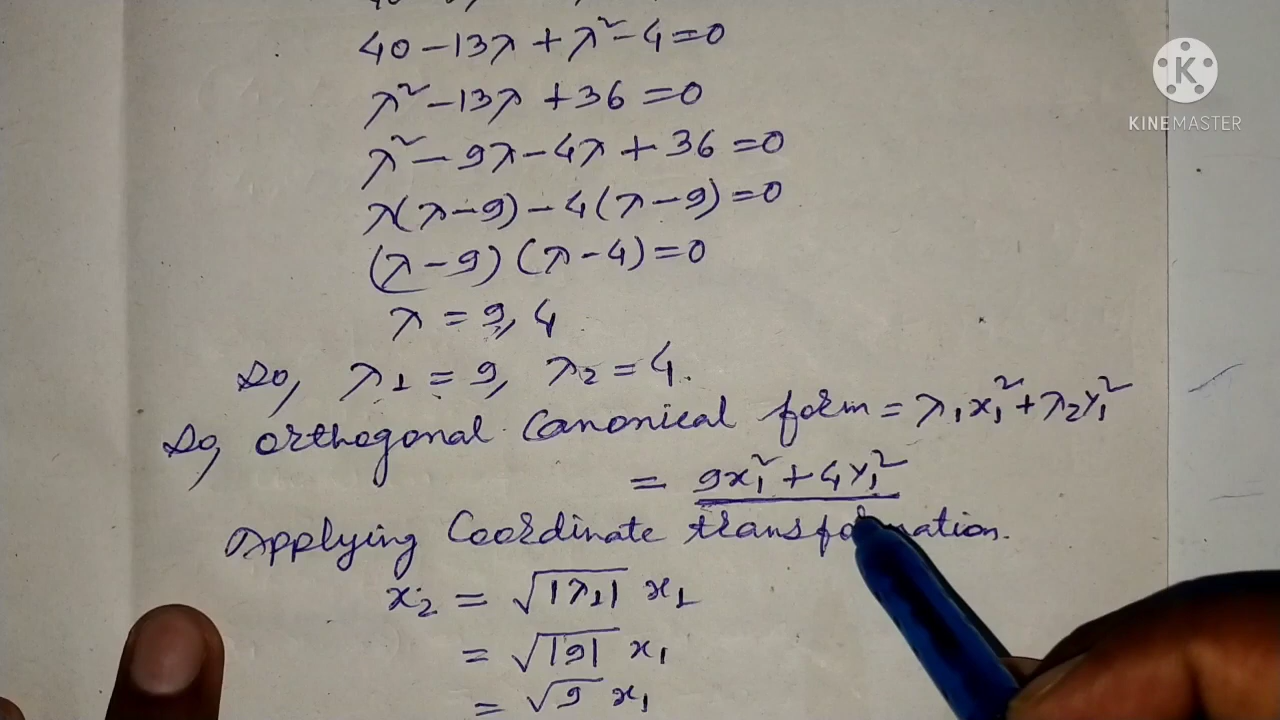 40 - 13λ + λ² - 4 = 0
λ² - 13λ + 36 = 0
λ² - 9λ - 4λ + 36 = 0
λ(λ - 9) - 4(λ - 9) = 0
(λ - 9) (λ - 4) = 0
λ = 9, 4
So, λ₁ = 9, λ₂ = 4.
So, orthogonal canonical form = λ₁x₁² + λ₂y₁²
= 9x₁² + 4y₁²
Applying Coordinate transformation.
x₂ = √|λ₁| x₁
= √|9| x₁
= √9 x₁
K
KINEMASTER